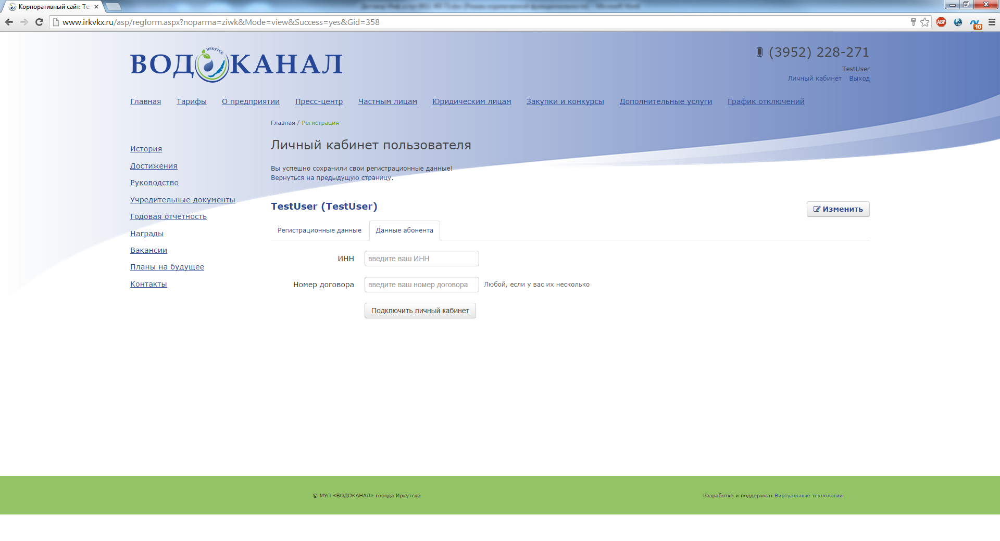 Корпоративный сайт: Te
www.irkvkx.ru/asp/regform.aspx?noparma=ziwk&Mode=view&Success=yes&Gid=358
ABP
10
ВОДОКАНАЛ
ИРКУТСК
(3952) 228-271
TestUser
Личный кабинет Выход
Главная Тарифы О предприятии Пресс-центр Частным лицам Юридическим лицам Закупки и конкурсы Дополнительные услуги График отключений
Главная / Регистрация
Личный кабинет пользователя
История
Достижения
Руководство
Учредительные документы
Годовая отчетность
Награды
Вакансии
Планы на будущее
Контакты
Вы успешно сохранили свои регистрационные данные!
Вернуться на предыдущую страницу.
TestUser (TestUser)
Изменить
Регистрационные данные Данные абонента
ИНН введите ваш ИНН
Номер договора введите ваш номер договора Любой, если у вас их несколько
Подключить личный кабинет
© МУП «ВОДОКАНАЛ» города Иркутска
Разработка и поддержка: Виртуальные технологии